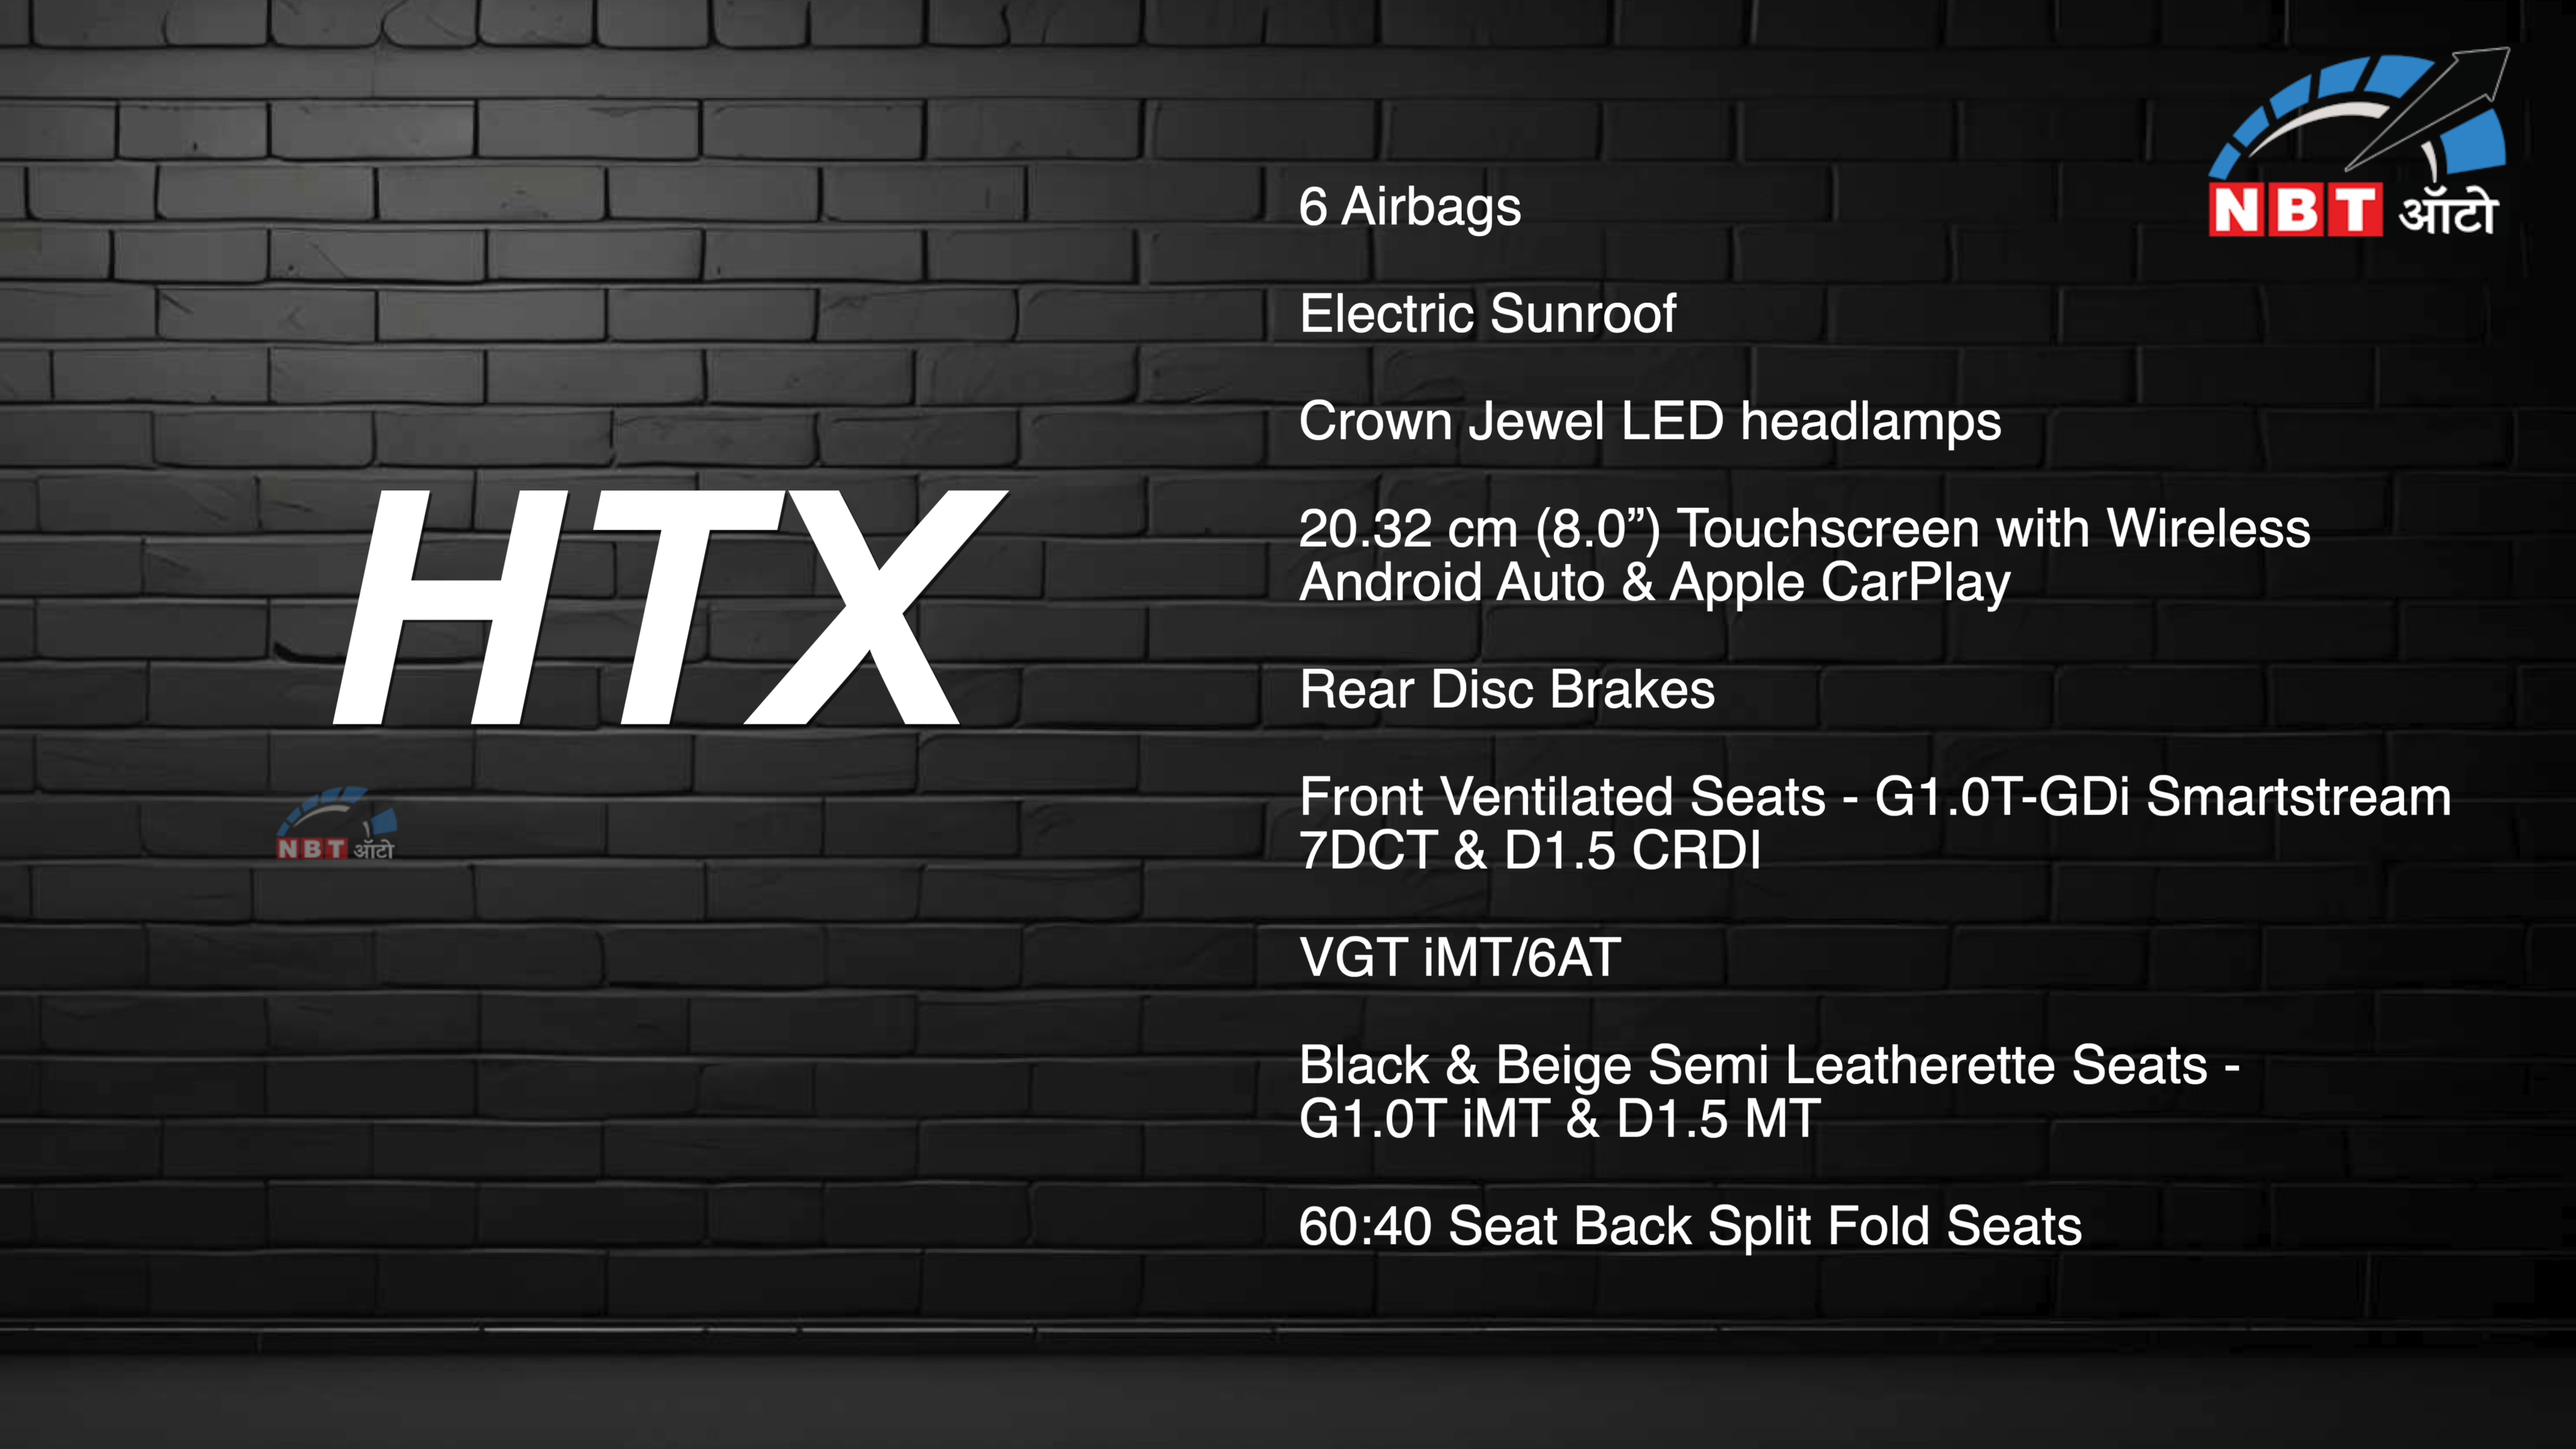 NBT ऑटो
6 Airbags
Electric Sunroof
Crown Jewel LED headlamps
HTX
20.32 cm (8.0”) Touchscreen with Wireless
Android Auto & Apple CarPlay
Rear Disc Brakes
Front Ventilated Seats - G1.0T-GDi Smartstream
7DCT & D1.5 CRDI
NBT ऑटो
VGT iMT/6AT
Black & Beige Semi Leatherette Seats -
G1.0T iMT & D1.5 MT
60:40 Seat Back Split Fold Seats